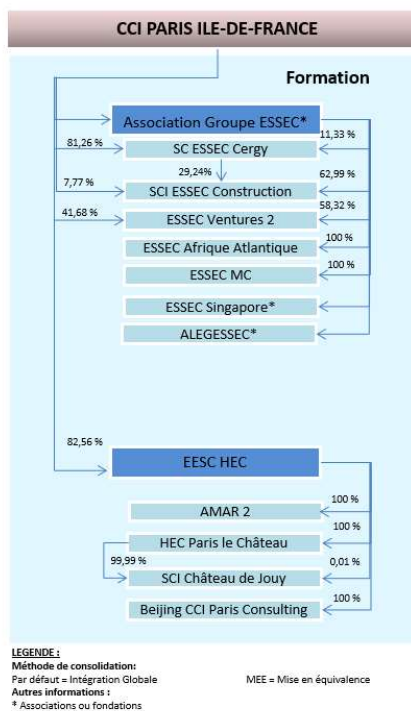 CCI PARIS ILE-DE-FRANCE
Formation
Association Groupe ESSEC*
11,33 %
81,26 %
SC ESSEC Cergy
29,24%
62,99 %
7,77 %
SCI ESSEC Construction
58,32 %
41,68 %
ESSEC Ventures 2
100 %
ESSEC Afrique Atlantique
100 %
ESSEC MC
ESSEC Singapore*
ALEGESSEC*
82,56 %
EESC HEC
100 %
AMAR 2
100 %
HEC Paris le Château
99,99 %
0,01 %
SCI Château de Jouy
100 %
Beijing CCI Paris Consulting
LEGENDE :
Méthode de consolidation:
Par défaut = Intégration Globale MEE = Mise en équivalence
Autres informations :
* Associations ou fondations